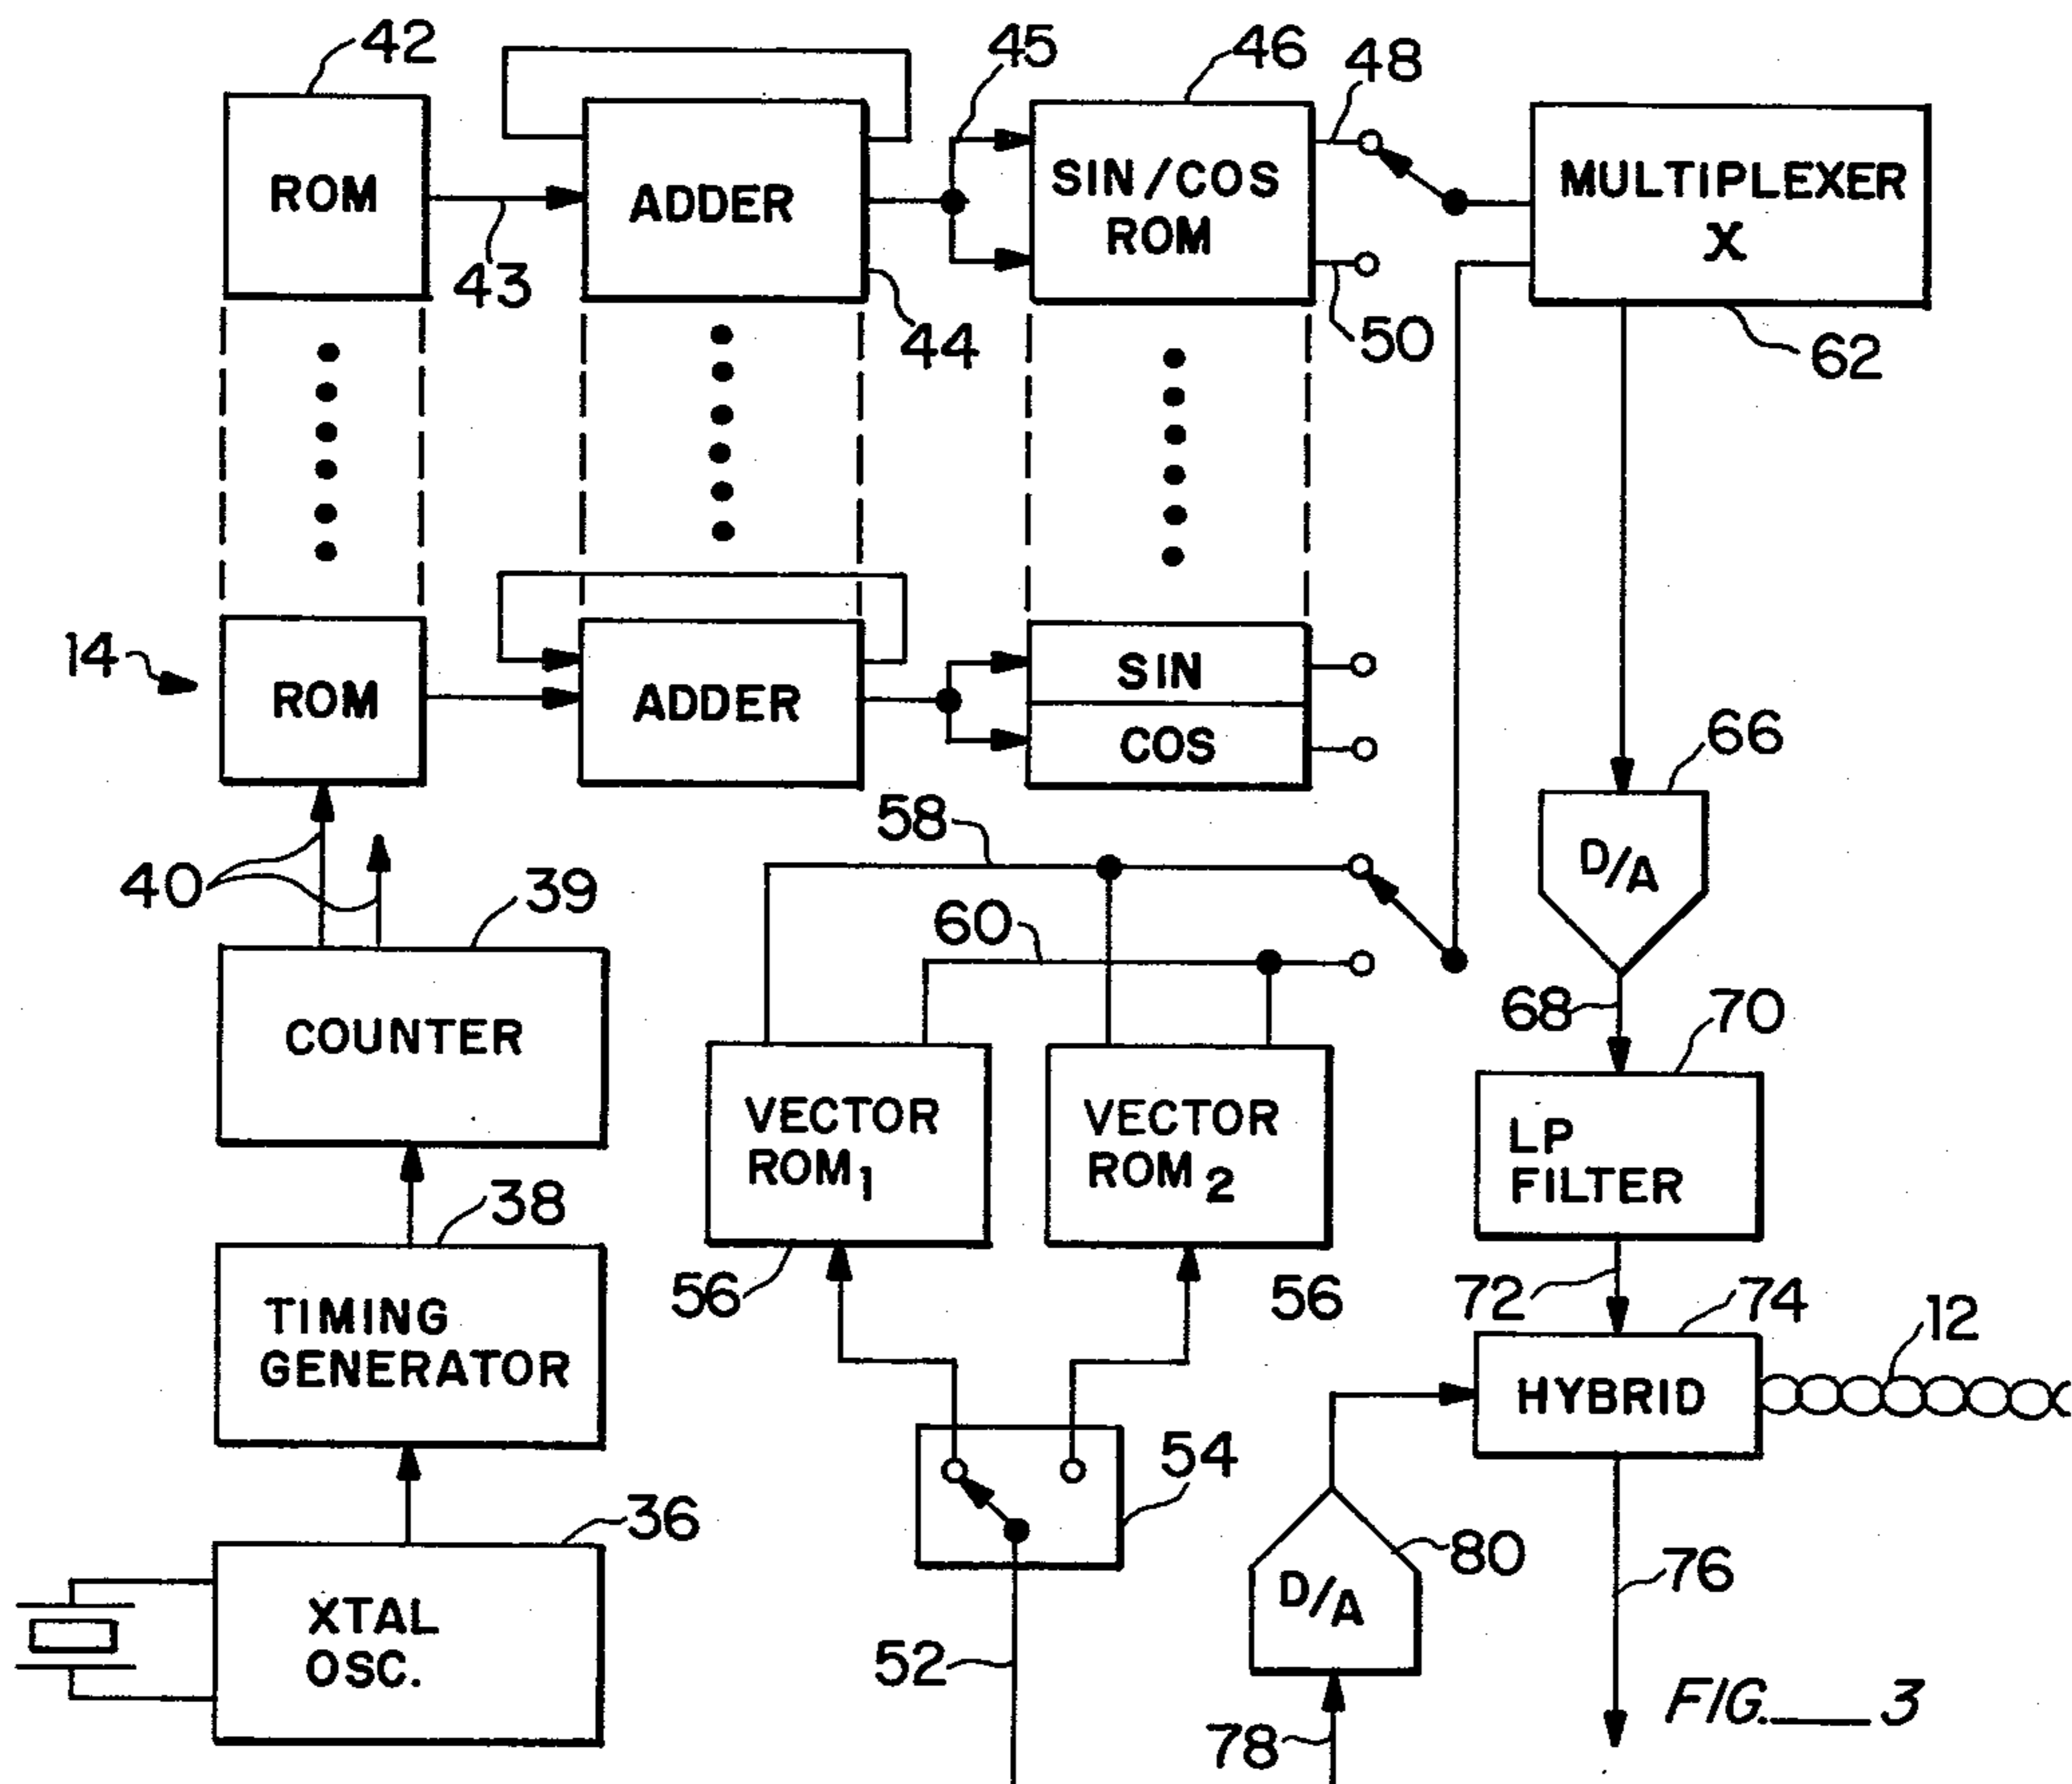 42
45
46
48
ROM
ADDER
SIN/COS
ROM
MULTIPLEXER
X
43
44
50
62
14
ROM
ADDER
SIN
COS
66
D/A
58
40
39
60
68
70
COUNTER
VECTOR
ROM1
VECTOR
ROM2
LP
FILTER
38
56
56
72
74
12
TIMING
GENERATOR
HYBRID
54
36
80
76
XTAL
OSC.
D/A
52
78
FIG. 3